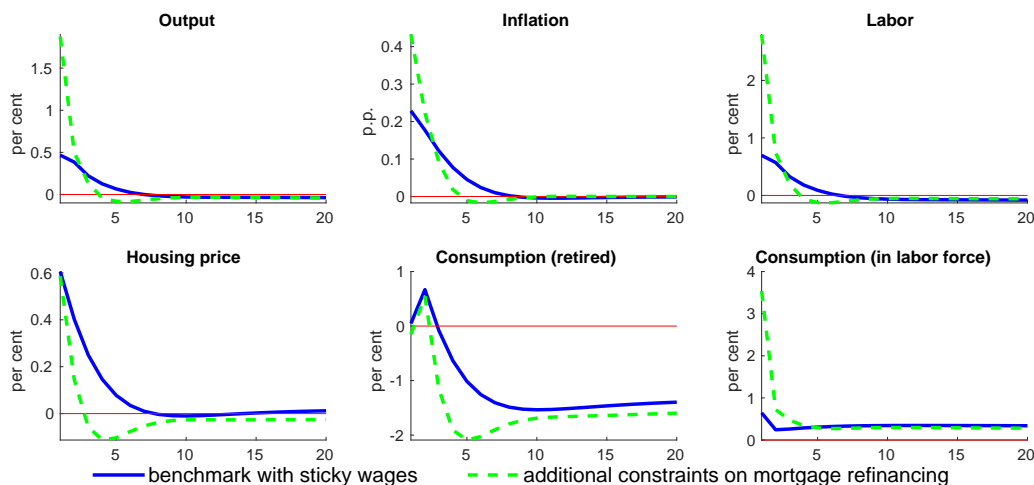 Output
Inflation
Labor
per cent
1.5
1
0.5
0
5 10 15 20
p.p.
0.4
0.3
0.2
0.1
0
5 10 15 20
per cent
2
1
0
5 10 15 20
Housing price
Consumption (retired)
Consumption (in labor force)
per cent
0.6
0.4
0.2
0
5 10 15 20
per cent
1
0
-1
-2
5 10 15 20
per cent
4
3
2
1
0
5 10 15 20
benchmark with sticky wages
additional constraints on mortgage refinancing